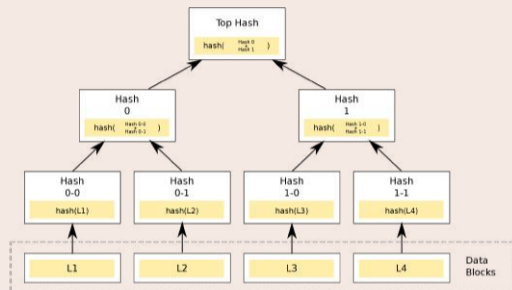 Top Hash
hash( Hash 0 + Hash 1 )
Hash
0
hash( Hash 0-0 + Hash 0-1 )
Hash
1
hash( Hash 1-0 + Hash 1-1 )
Hash
0-0
hash(L1)
Hash
0-1
hash(L2)
Hash
1-0
hash(L3)
Hash
1-1
hash(L4)
L1
L2
L3
L4
Data
Blocks